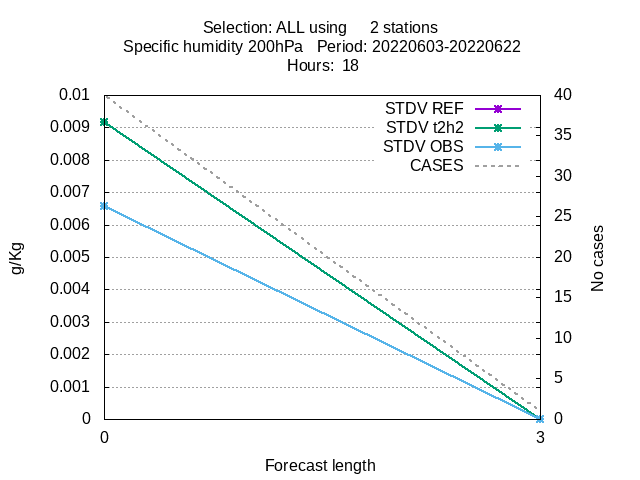 Selection: ALL using 2 stations
Specific humidity 200hPa Period: 20220603-20220622
Hours: 18
0.01
0.009
0.008
0.007
0.006
0.005
0.004
0.003
0.002
0.001
0
g/Kg
STDV REF
STDV t2h2
STDV OBS
CASES
40
35
30
25
20
15
10
5
0
No cases
0
3
Forecast length